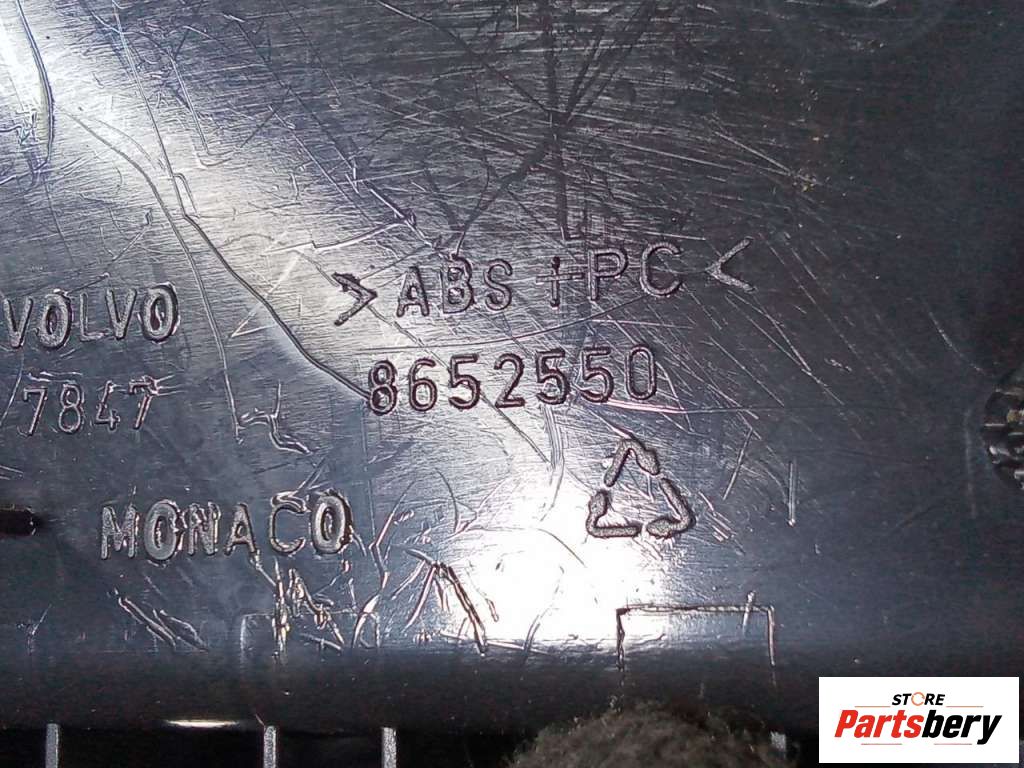 >ABS+PC<
VOLVO
8652550
7847
MONACO
STORE
Partsbery